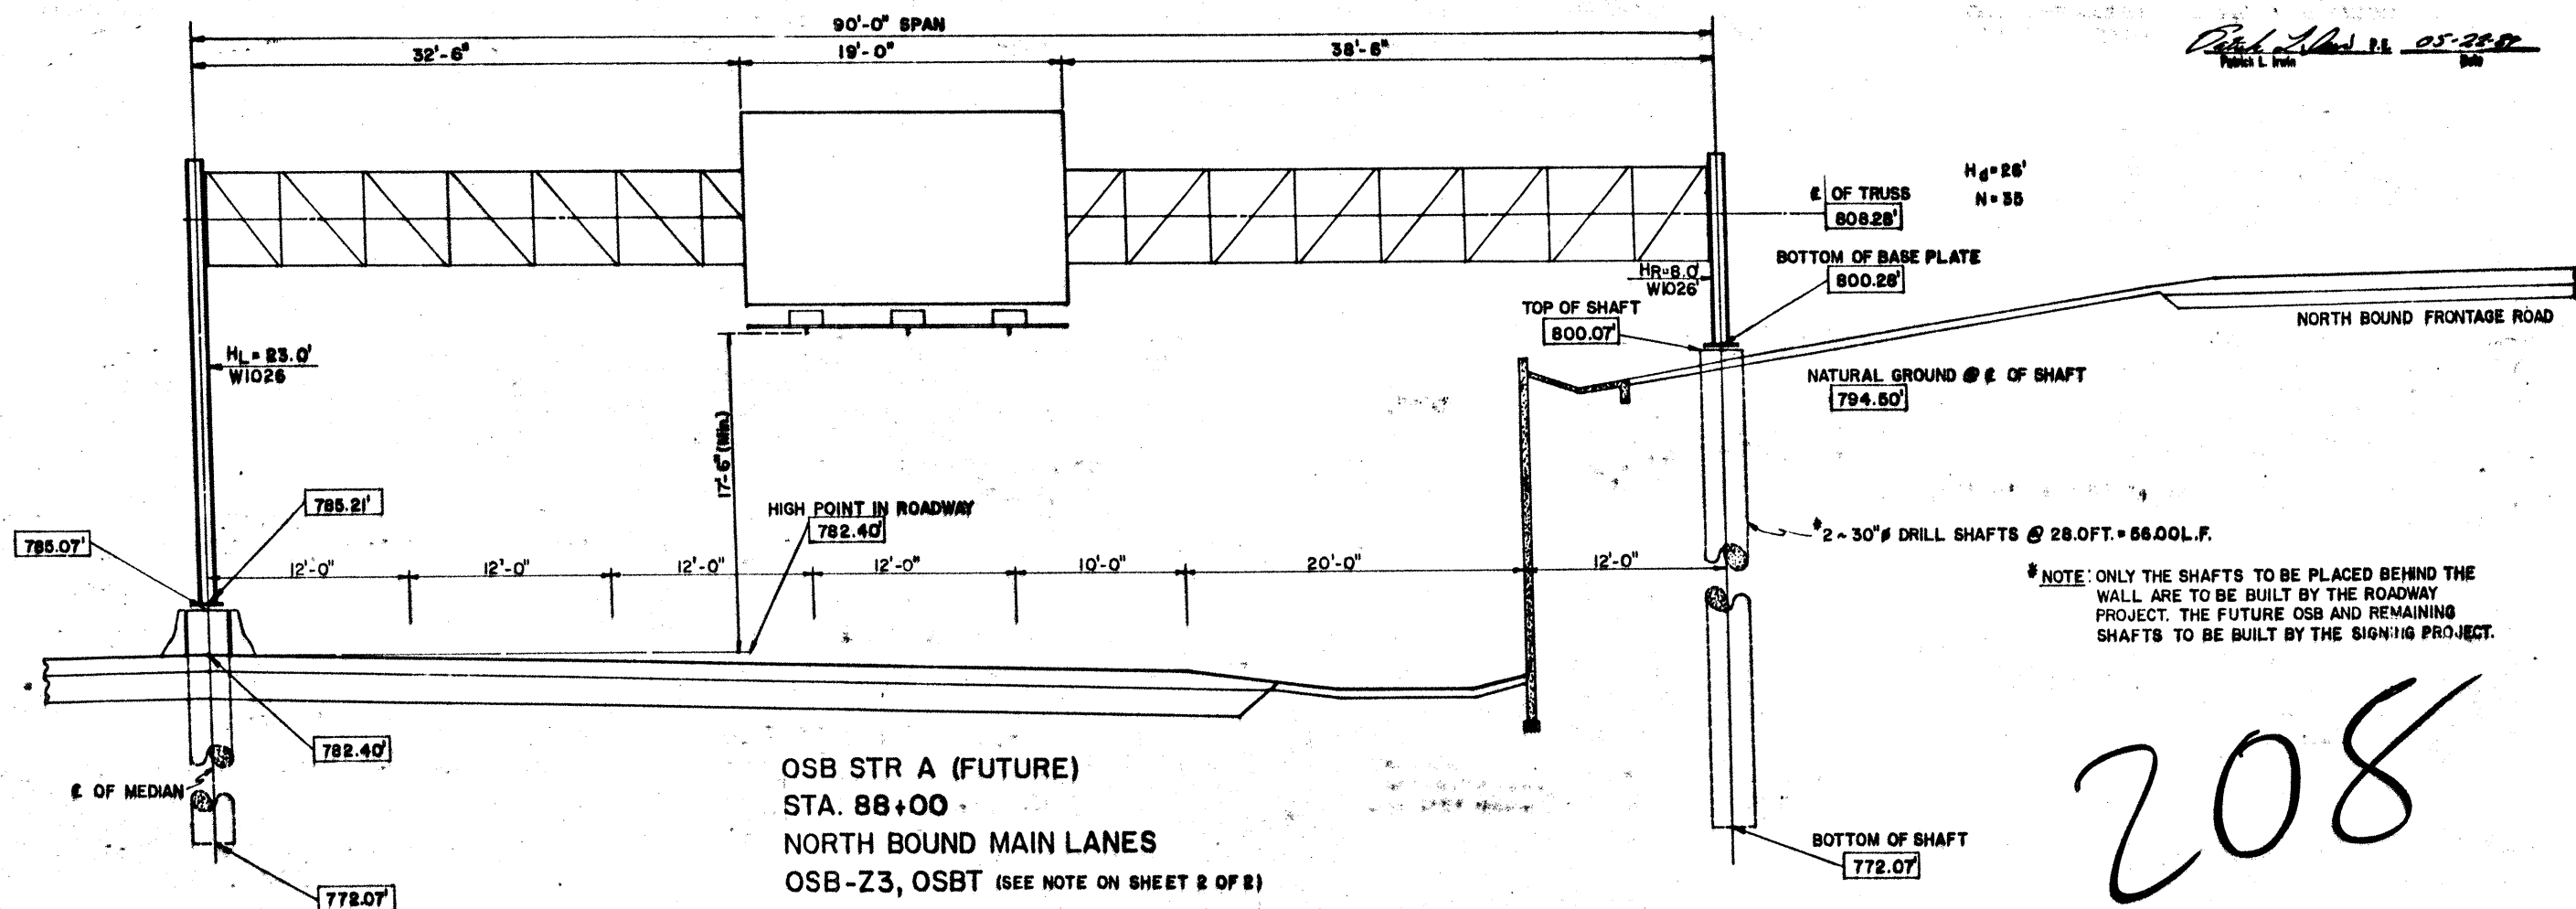 90'-0" SPAN
32'-6"
19'-0"
38'-6"
P.E. 05-22-89
Patrick L. Irwin
Date
H_d=26'
N=35
℄ OF TRUSS
808.28'
BOTTOM OF BASE PLATE
800.28'
HR=8.0'
W1026'
TOP OF SHAFT
800.07'
NORTH BOUND FRONTAGE ROAD
HL=23.0'
W1026
NATURAL GROUND @ ℄ OF SHAFT
794.50'
17'-6" (Min.)
785.21'
HIGH POINT IN ROADWAY
782.40'
785.07'
12'-0"
12'-0"
12'-0"
12'-0"
10'-0"
20'-0"
12'-0"
*2~30"ø DRILL SHAFTS @ 28.0FT.=56.00L.F.
*NOTE: ONLY THE SHAFTS TO BE PLACED BEHIND THE
WALL ARE TO BE BUILT BY THE ROADWAY
PROJECT. THE FUTURE OSB AND REMAINING
SHAFTS TO BE BUILT BY THE SIGNING PROJECT.
782.40'
℄ OF MEDIAN
772.07'
OSB STR A (FUTURE)
STA. 88+00
NORTH BOUND MAIN LANES
OSB-Z3, OSBT (SEE NOTE ON SHEET 2 OF 2)
BOTTOM OF SHAFT
772.07'
208